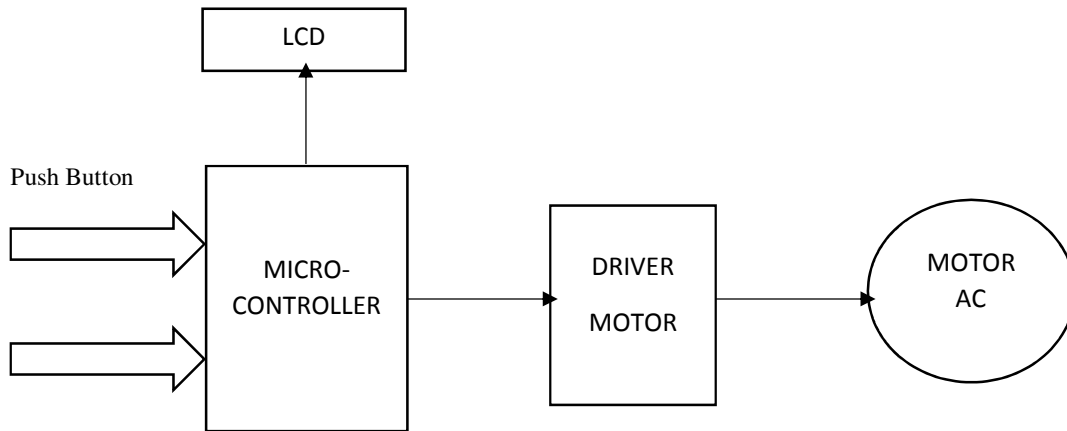 LCD
Push Button
MICRO-
CONTROLLER
DRIVER
MOTOR
MOTOR
AC